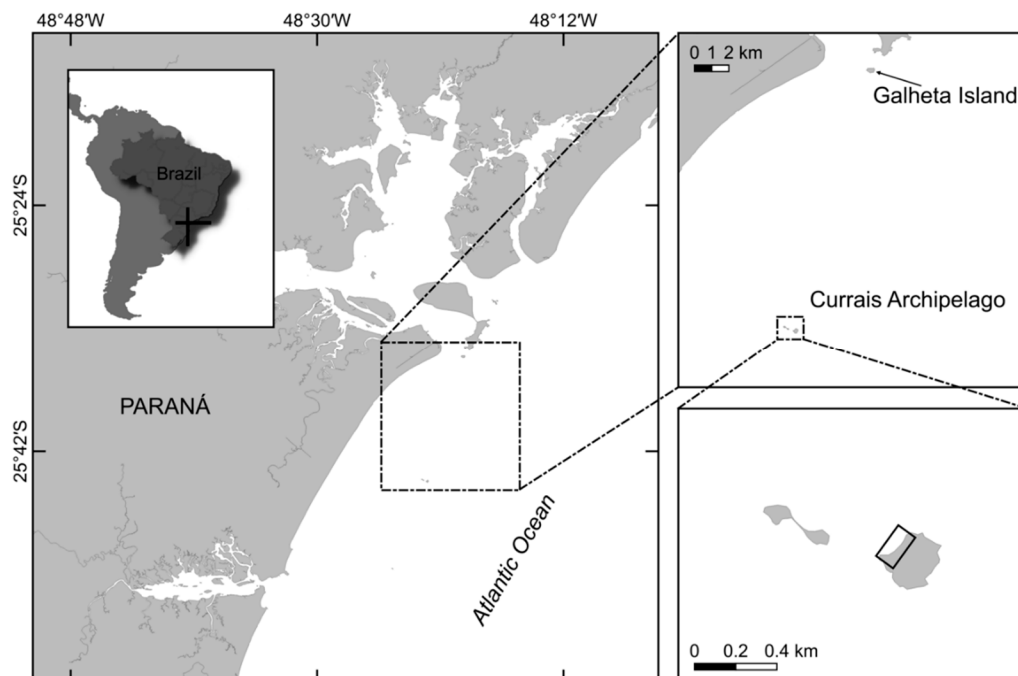 48°48'W
48°30'W
48°12'W
25°24'S
25°42'S
Brazil
PARANÁ
Atlantic Ocean
0 1 2 km
Galheta Island
Currais Archipelago
0 0.2 0.4 km